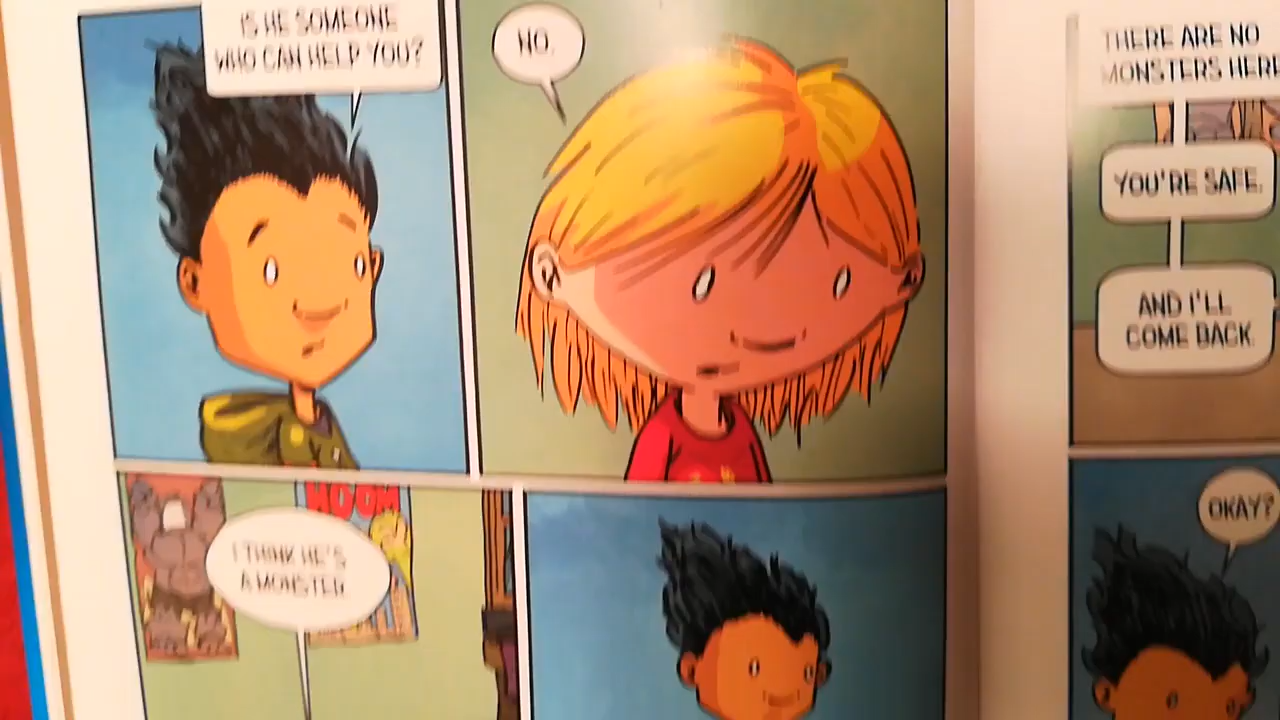 IS HE SOMEONE
WHO CAN HELP YOU?
NO.
HOOM
I THINK HE'S
A MONSTER.
THERE ARE NO
MONSTERS HERE
YOU'RE SAFE.
AND I'LL
COME BACK.
OKAY?